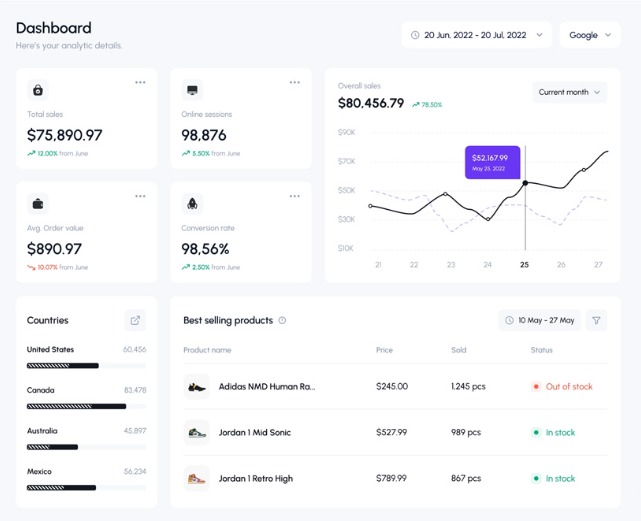 Dashboard
Here's your analytic details.
20 Jun, 2022 - 20 Jul, 2022
Google
Total sales
$75,890.97
12.00% from June
Online sessions
98,876
5.50% from June
Avg. Order value
$890.97
10.07% from June
Conversion rate
98,56%
2.50% from June
Overall sales
$80,456.79 78.50%
Current month
$90K
$70K
$50K
$30K
$10K
$52,167.99
May 25, 2022
21 22 23 24 25 26 27
Countries
United States 60,456
Canada 83,478
Australia 45,897
Mexico 56,234
Best selling products
10 May - 27 May
Product name Price Sold Status
Adidas NMD Human Ra... $245.00 1.245 pcs Out of stock
Jordan 1 Mid Sonic $527.99 989 pcs In stock
Jordan 1 Retro High $789.99 867 pcs In stock